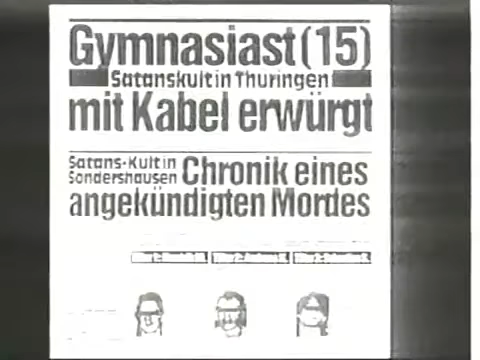 Gymnasiast (15)
Satanskult in Thüringen
mit Kabel erwürgt
Satans-Kult in
Sondershausen
Chronik eines
angekündigten Mordes